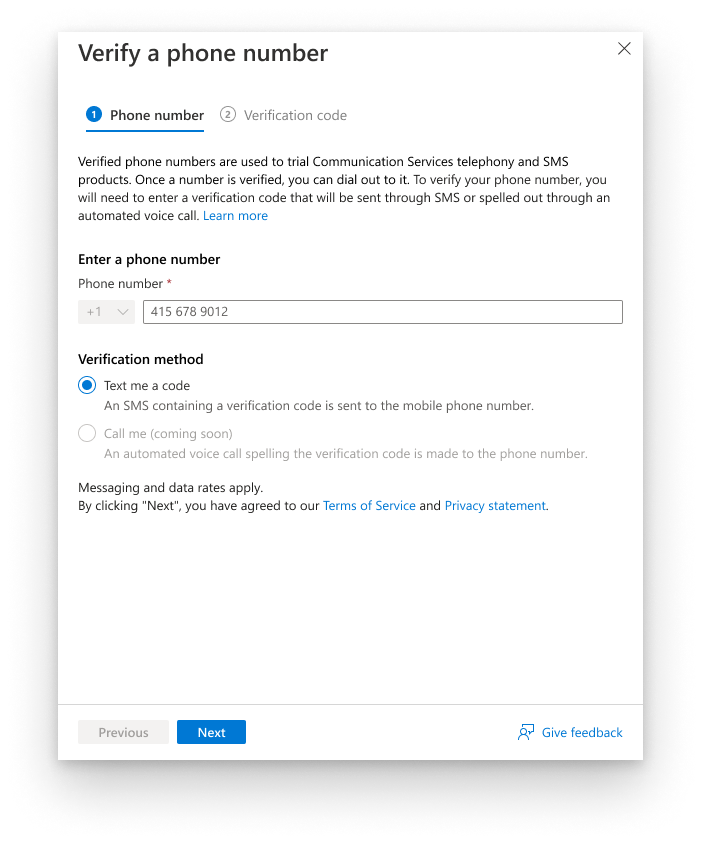 Verify a phone number
1 Phone number 2 Verification code
Verified phone numbers are used to trial Communication Services telephony and SMS
products. Once a number is verified, you can dial out to it. To verify your phone number, you
will need to enter a verification code that will be sent through SMS or spelled out through an
automated voice call. Learn more
Enter a phone number
Phone number *
+1 415 678 9012
Verification method
Text me a code
An SMS containing a verification code is sent to the mobile phone number.
Call me (coming soon)
An automated voice call spelling the verification code is made to the phone number.
Messaging and data rates apply.
By clicking "Next", you have agreed to our Terms of Service and Privacy statement.
Previous Next Give feedback